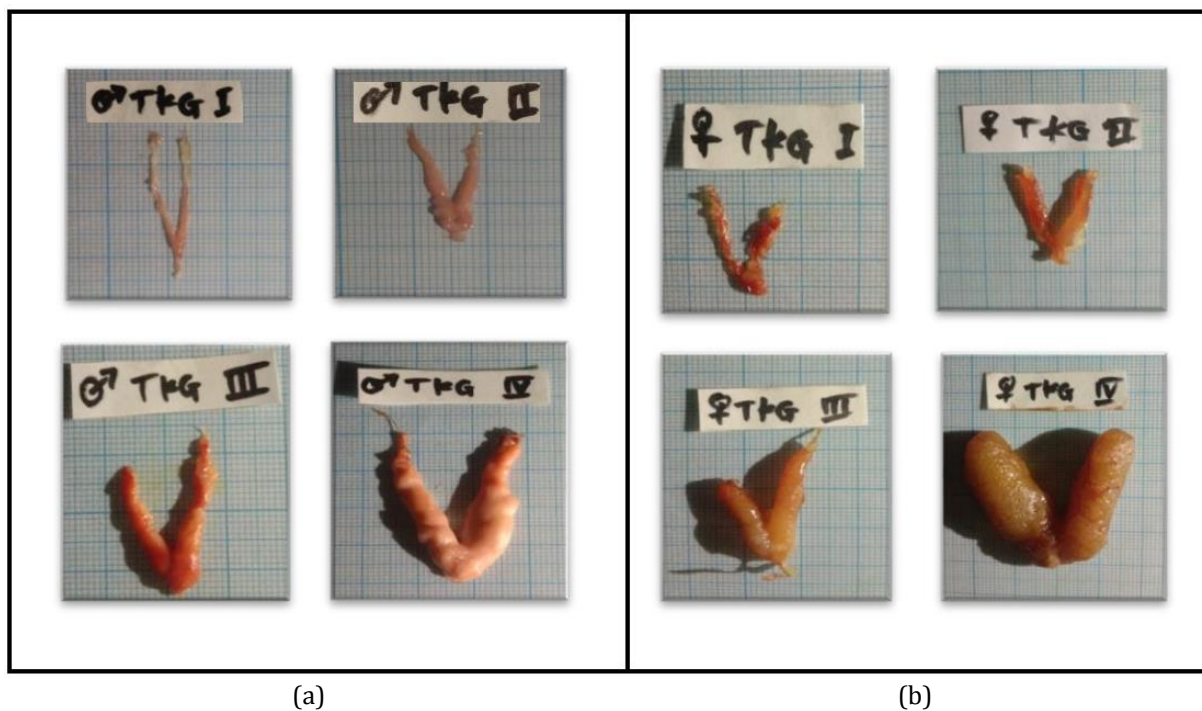 ♂ TKG I
♂ TKG II
♂ TKG III
♂ TKG IV
(a)
♀ TKG I
♀ TKG II
♀ TKG III
♀ TKG IV
(b)